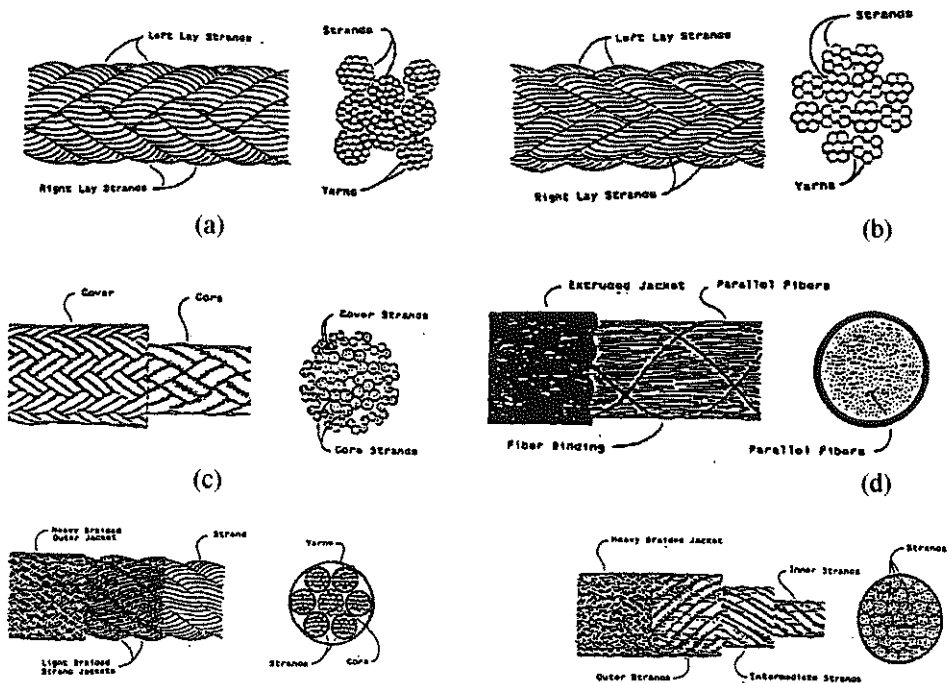 Left Lay Strands
Strands
Right Lay Strands
Yarns
(a)
Left Lay Strands
Strands
Right Lay Strands
Yarns
(b)
Cover
Core
Cover Strands
Core Strands
(c)
Extruded Jacket
Parallel Fibers
Fiber Binding
Parallel Fibers
(d)
Heavy Braided
Outer Jacket
Strand
Yarns
Light Braided
Strand Jackets
Strands
Core
Heavy Braided Jacket
Inner Strands
Strands
Outer Strands
Intermediate Strands